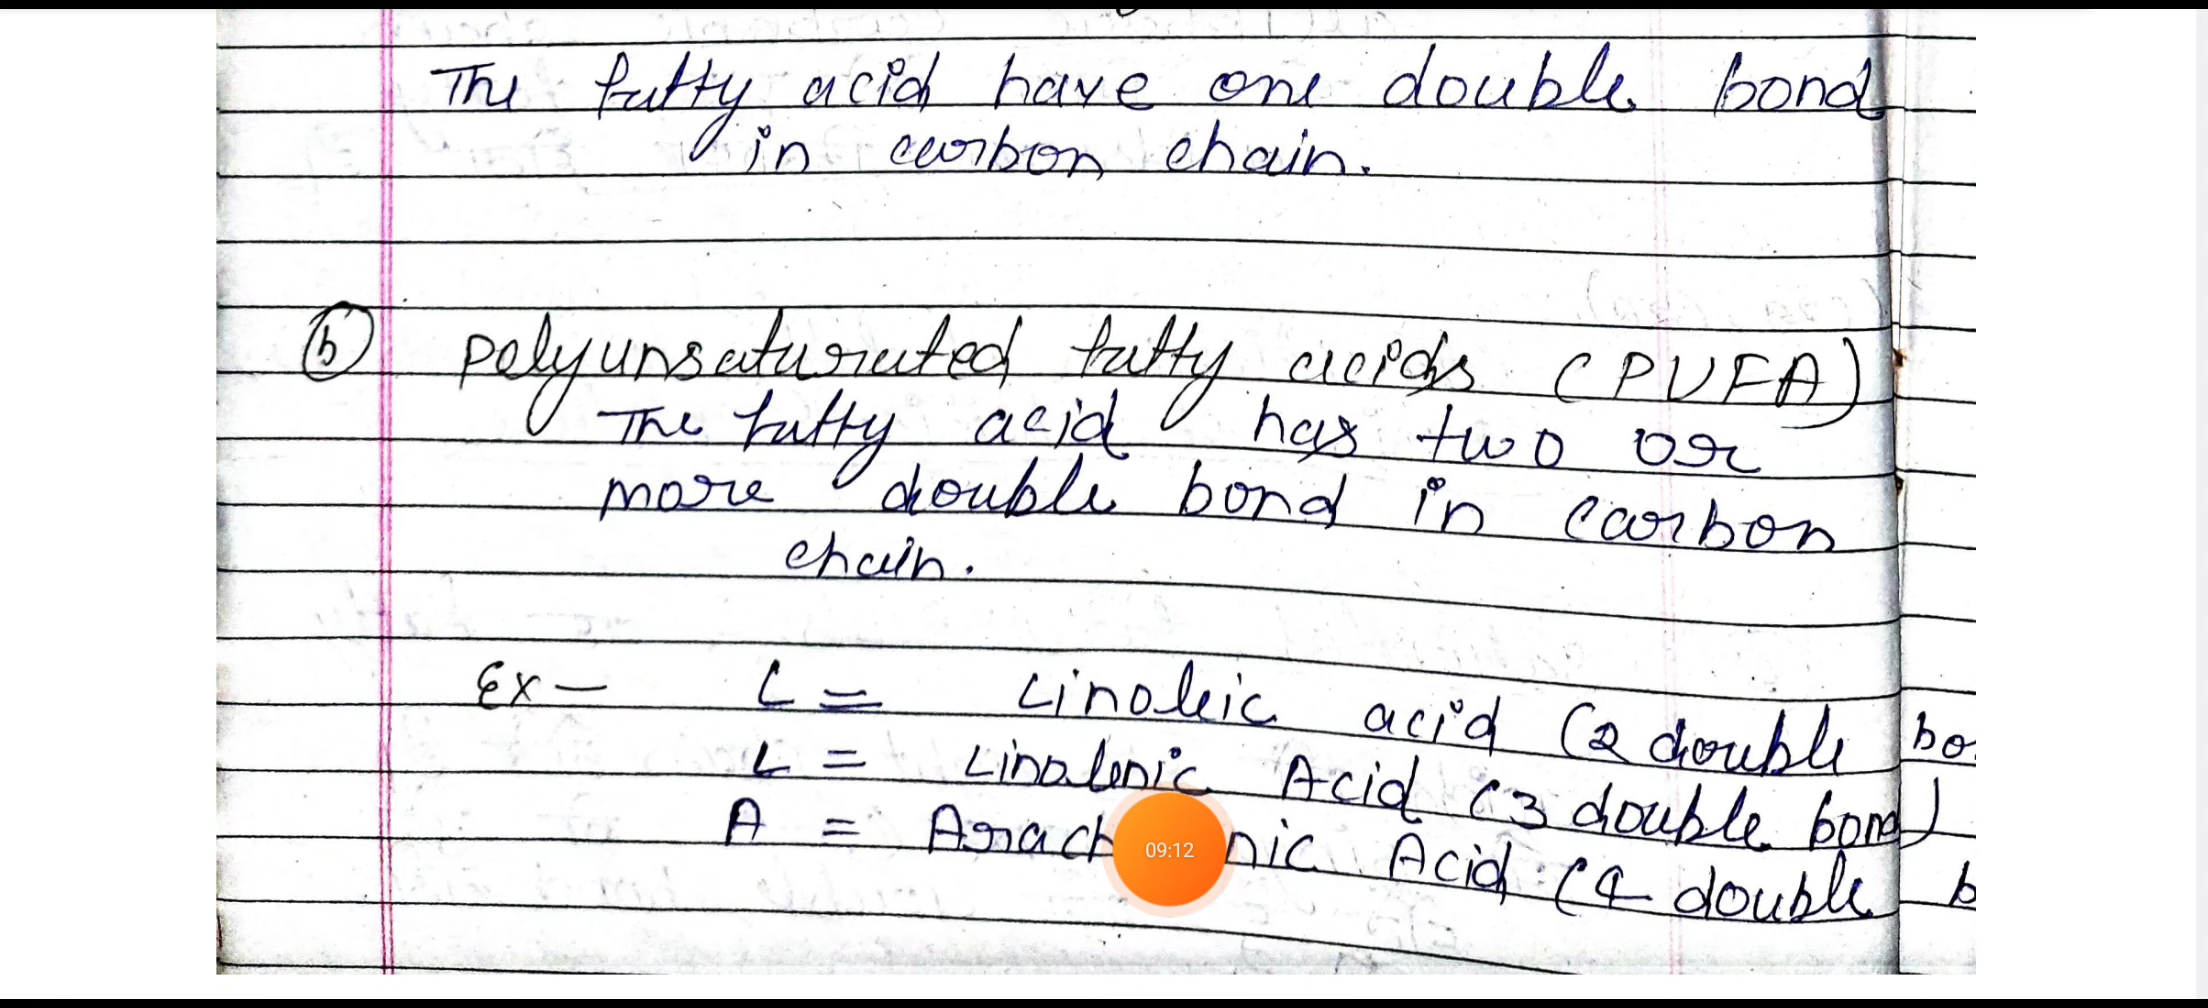 The fatty acid have one double bond
in carbon chain.
(b) polyunsaturated fatty acids (PUFA)
The fatty acid has two or
more double bond in carbon
chain.
Ex — L = Linoleic acid (2 double bo
L = Linolenic Acid (3 double bond)
A = Arach nic Acid (4 double b
09:12